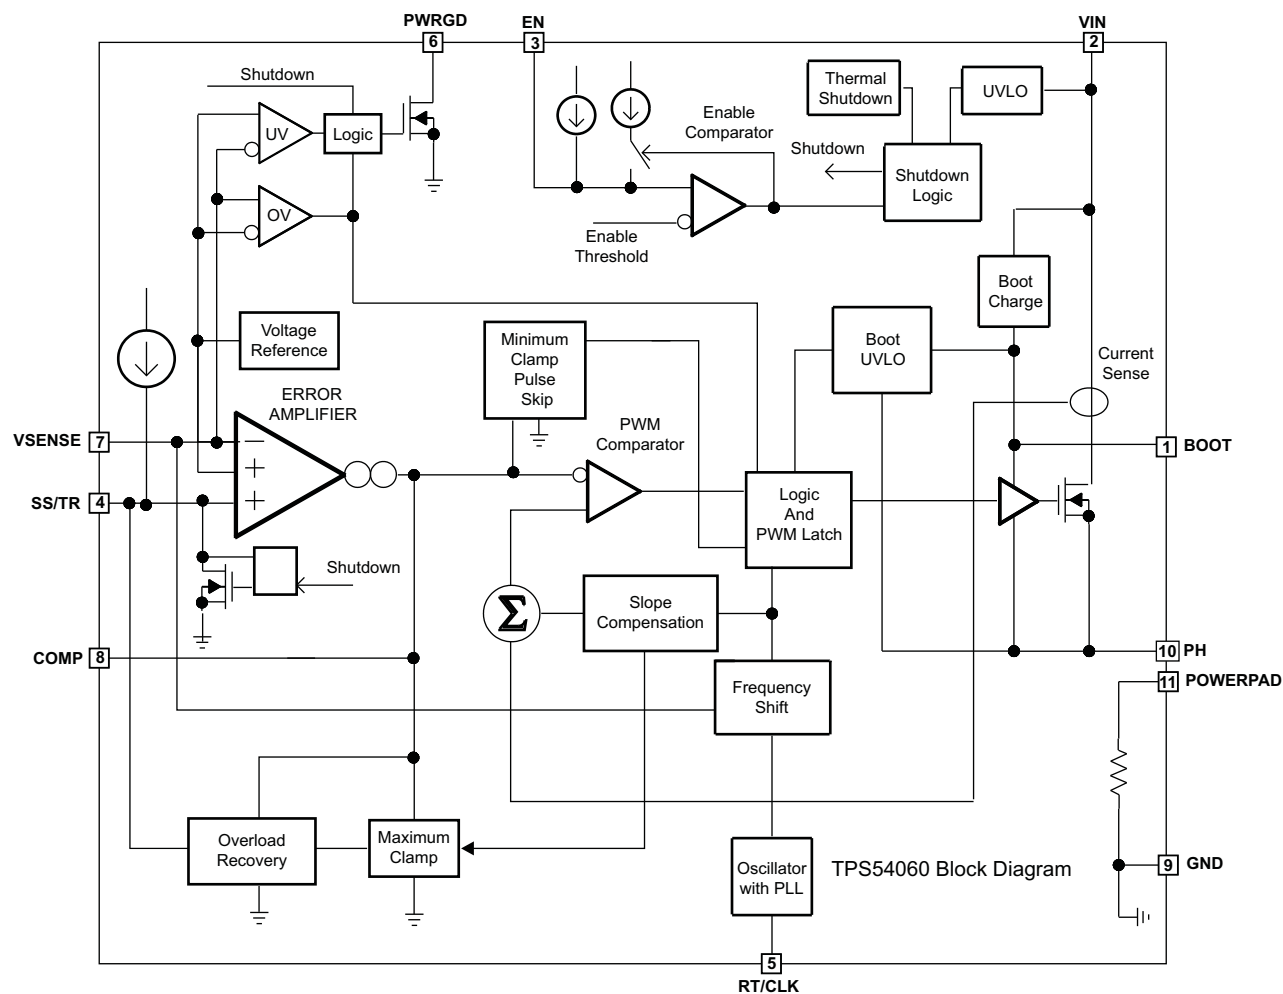 PWRGD
EN
VIN
6
3
2
Shutdown
Thermal
Shutdown
UVLO
UV
Logic
Enable
Comparator
Shutdown
Shutdown
Logic
OV
Enable
Threshold
Boot
Charge
Voltage
Reference
Minimum
Clamp
Pulse
Skip
Boot
UVLO
Current
Sense
ERROR
AMPLIFIER
PWM
Comparator
VSENSE
7
−
+
+
1
BOOT
SS/TR
4
Logic
And
PWM Latch
Shutdown
Σ
Slope
Compensation
COMP
8
10
PH
11
POWERPAD
Frequency
Shift
Overload
Recovery
Maximum
Clamp
Oscillator
with PLL
TPS54060 Block Diagram
9
GND
5
RT/CLK